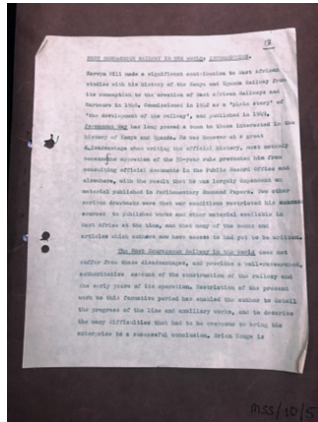 19
MOST COURAGEOUS RAILWAY IN THE WORLD, INTRODUCTION.
Mervyn Hill made a significant contribution to East African
studies with his history of the Kenya and Uganda Railway from
its conception to the creation of East African Railways and
Harbours in 1948. Commissioned in 1942 as a 'photo story' of
'the development of the railway', and published in 1949,
Permanent Way has long proved a boon to those interested in the
history of Kenya and Uganda. He was however at a great
disadvantage when writing the official history, most notably
because operation of the 50-year rule prevented him from
consulting official documents in the Public Record Office and
elsewhere, with the result that he was largely dependent on
material published in Parliamentary Command Papers. Two other
serious drawbacks were that war conditions restricted his
sources to published works and other material available in
East Africa at the time, and that many of the books and
articles which authors now have access to had yet to be written.
The Most Courageous Railway in the World does not
suffer from these disadvantages, and provides a well-researched,
authoritative account of the construction of the railway and
the early years of its operation. Restriction of the present
work to this formative period has enabled the author to detail
the progress of the line and ancillary works, and to describe
the many difficulties that had to be overcome to bring the
enterprise to a successful conclusion. is
mss/10/5